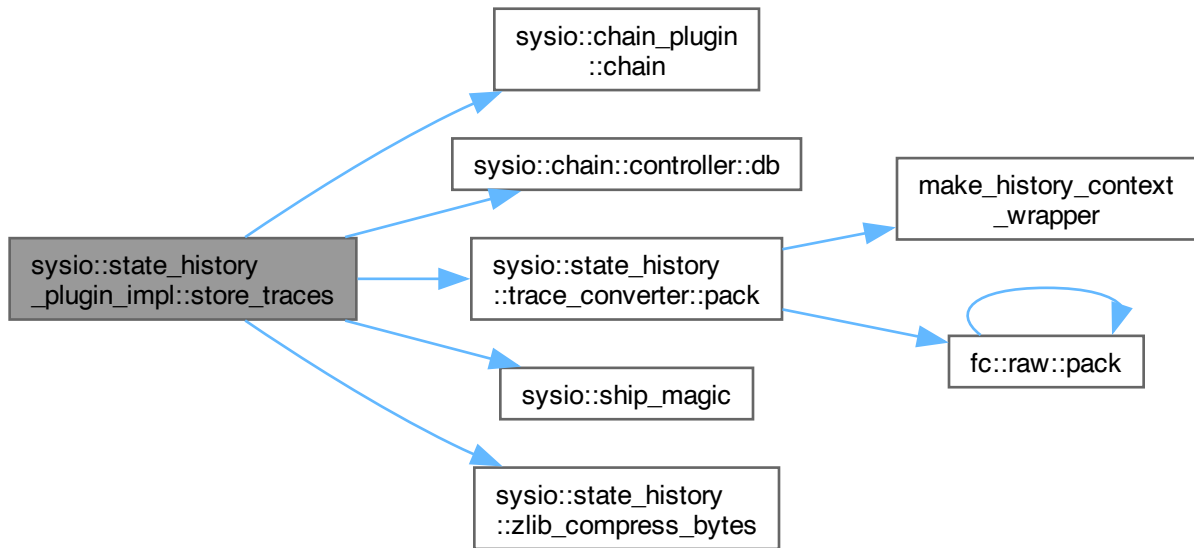 sysio::chain_plugin
::chain
sysio::chain::controller::db
make_history_context
_wrapper
sysio::state_history
_plugin_impl::store_traces
sysio::state_history
::trace_converter::pack
fc::raw::pack
sysio::ship_magic
sysio::state_history
::zlib_compress_bytes